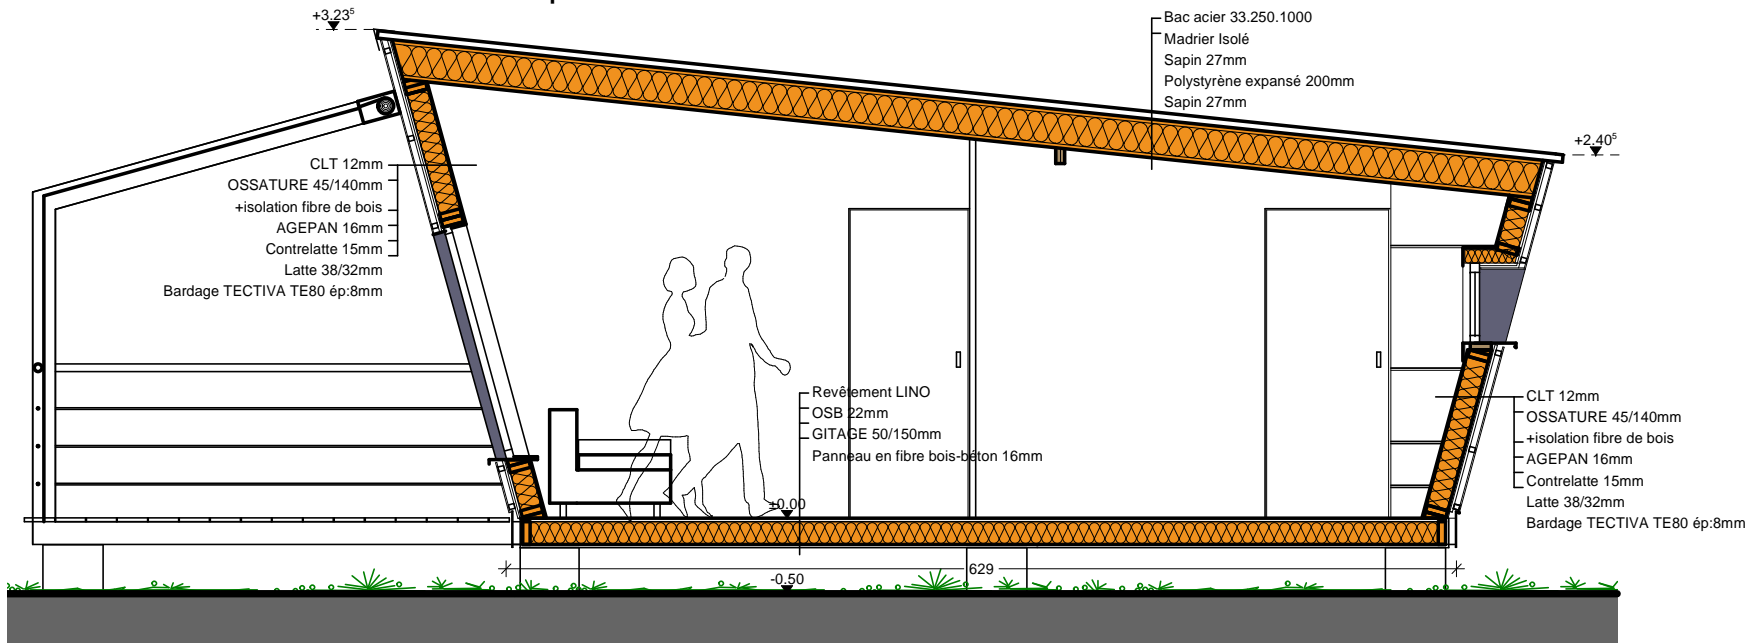 +3.23⁵
Bac acier 33.250.1000
Madrier Isolé
Sapin 27mm
Polystyrène expansé 200mm
Sapin 27mm
+2.40⁵
CLT 12mm
OSSATURE 45/140mm
+isolation fibre de bois
AGEPAN 16mm
Contrelatte 15mm
Latte 38/32mm
Bardage TECTIVA TE80 ép:8mm
Revêtement LINO
OSB 22mm
GITAGE 50/150mm
Panneau en fibre bois-béton 16mm
CLT 12mm
OSSATURE 45/140mm
+isolation fibre de bois
AGEPAN 16mm
Contrelatte 15mm
Latte 38/32mm
Bardage TECTIVA TE80 ép:8mm
±0.00
629
-0.50